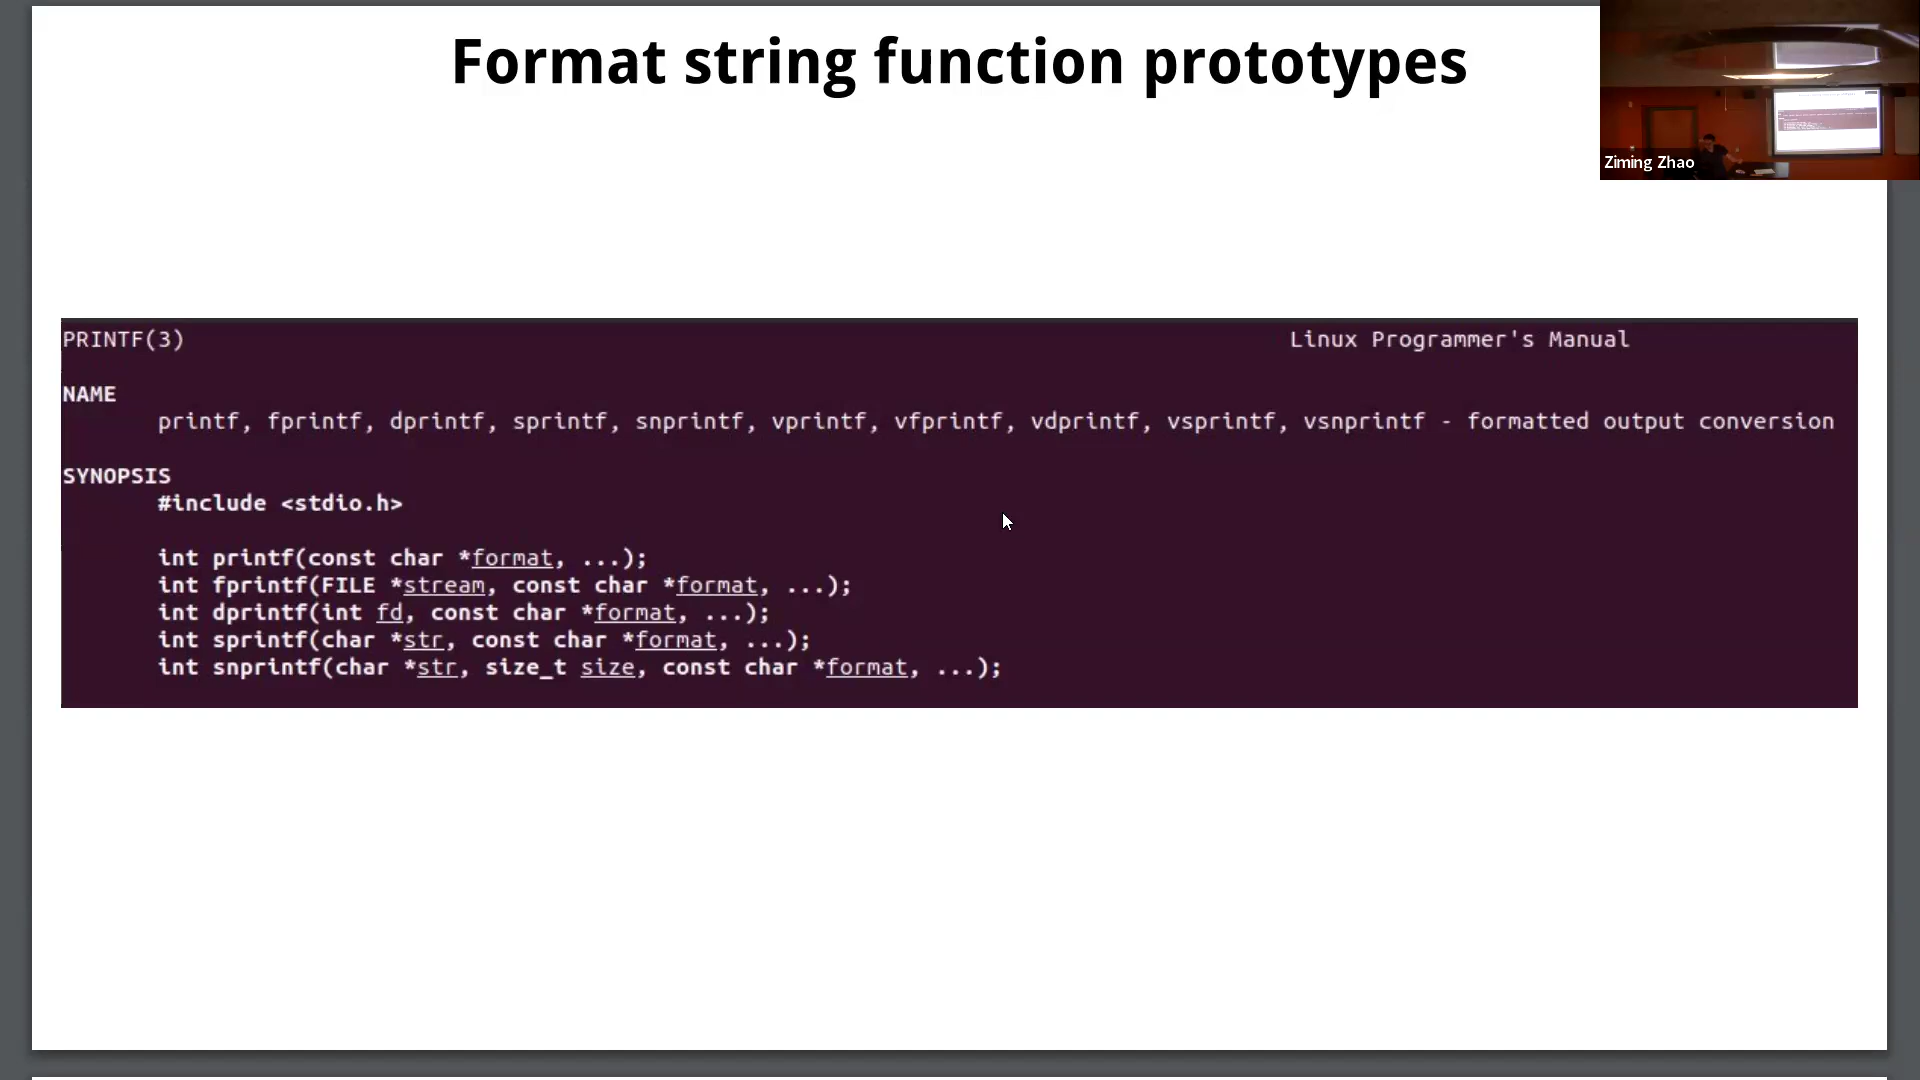 Format string function prototypes
Ziming Zhao
PRINTF(3) Linux Programmer's Manual
NAME
printf, fprintf, dprintf, sprintf, snprintf, vprintf, vfprintf, vdprintf, vsprintf, vsnprintf - formatted output conversion
SYNOPSIS
#include <stdio.h>
int printf(const char *format, ...);
int fprintf(FILE *stream, const char *format, ...);
int dprintf(int fd, const char *format, ...);
int sprintf(char *str, const char *format, ...);
int snprintf(char *str, size_t size, const char *format, ...);